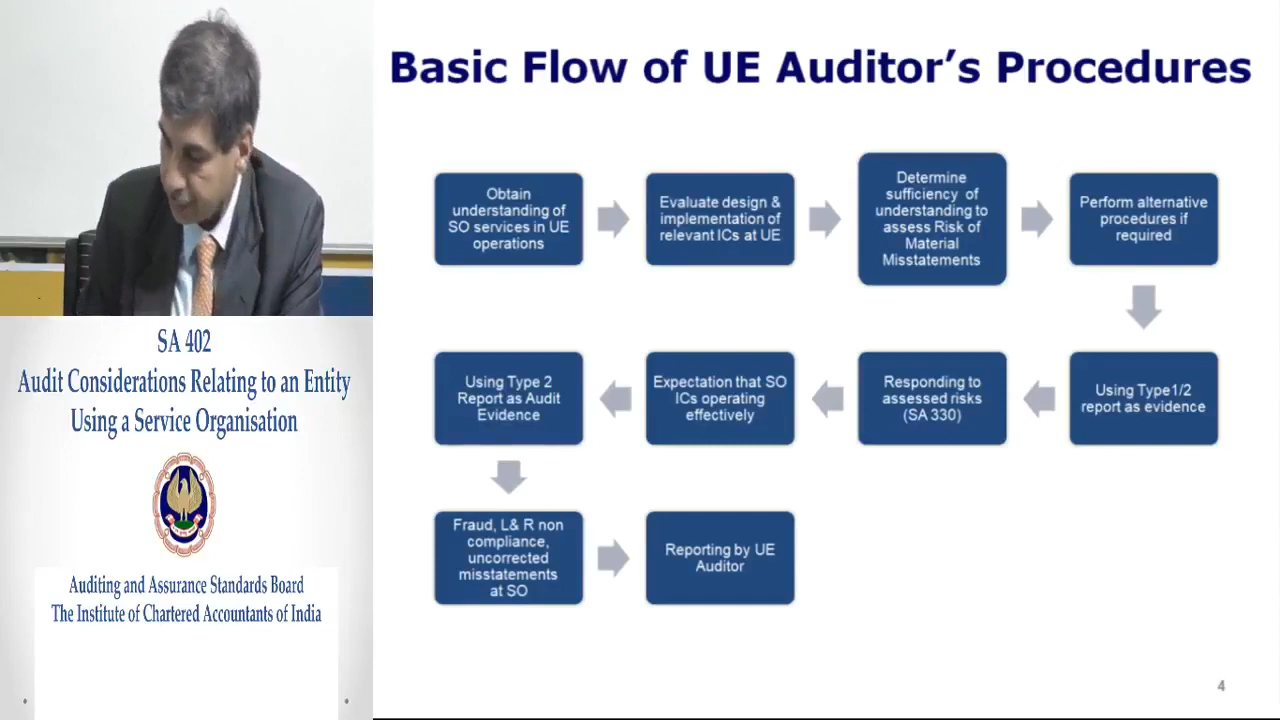 Basic Flow of UE Auditor's Procedures
Obtain
understanding of
SO services in UE
operations
Evaluate design &
implementation of
relevant ICs at UE
Determine
sufficiency of
understanding to
assess Risk of
Material
Misstatements
Perform alternative
procedures if
required
Using Type1/2
report as evidence
Responding to
assessed risks
(SA 330)
Expectation that SO
ICs operating
effectively
Using Type 2
Report as Audit
Evidence
Fraud, L& R non
compliance,
uncorrected
misstatements
at SO
Reporting by UE
Auditor
4
SA 402
Audit Considerations Relating to an Entity
Using a Service Organisation
Auditing and Assurance Standards Board
The Institute of Chartered Accountants of India